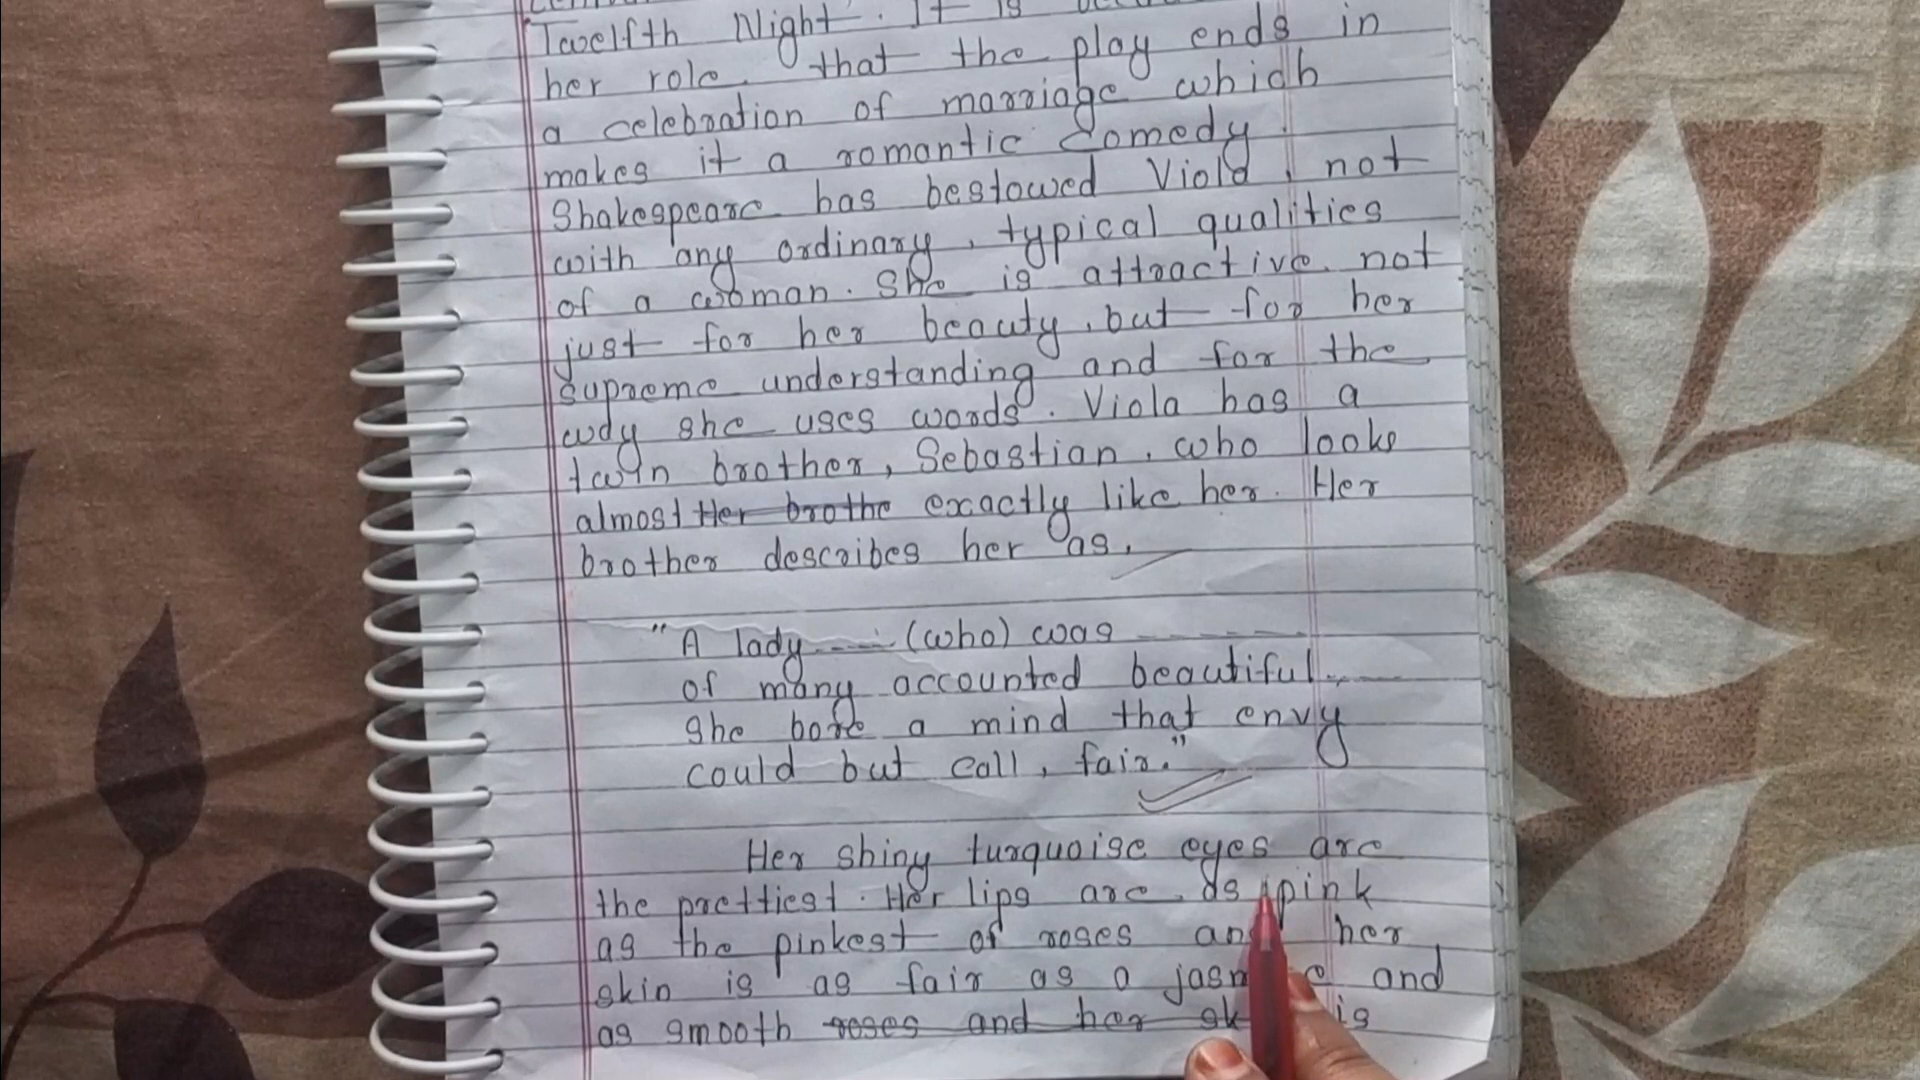 Twelfth Night. It is
her role that the play ends in
a celebration of marriage which
makes it a romantic comedy.
Shakespeare has bestowed Viola, not
with any ordinary, typical qualities
of a woman. She is attractive not
just for her beauty, but for her
supreme understanding and for the
way she uses words. Viola has a
twin brother, Sebastian, who looks
almost Her brothe exactly like her. Her
brother describes her as,
"A lady ---- (who) was ------
of many accounted beautiful ----
she bore a mind that envy
could but call, fair."
Her shiny turquoise eyes are
the prettiest. Her lips are as pink
as the pinkest of roses and her
skin is as fair as a and
as smooth roses and her is